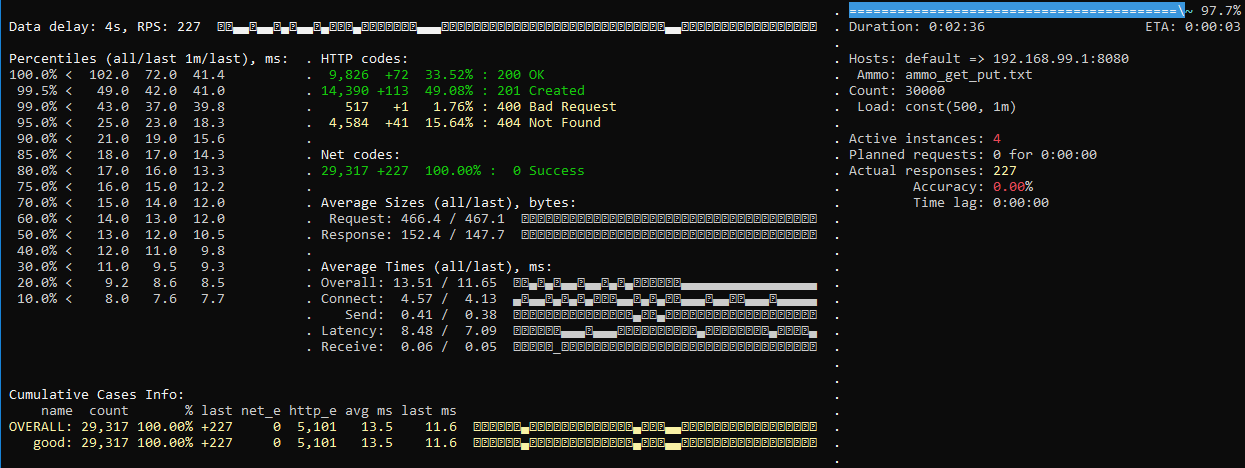 Data delay: 4s, RPS: 227
Percentiles (all/last 1m/last), ms:
100.0% < 102.0 72.0 41.4
99.5% < 49.0 42.0 41.0
99.0% < 43.0 37.0 39.8
95.0% < 25.0 23.0 18.3
90.0% < 21.0 19.0 15.6
85.0% < 18.0 17.0 14.3
80.0% < 17.0 16.0 13.3
75.0% < 16.0 15.0 12.2
70.0% < 15.0 14.0 12.0
60.0% < 14.0 13.0 12.0
50.0% < 13.0 12.0 10.5
40.0% < 12.0 11.0 9.8
30.0% < 11.0 9.5 9.3
20.0% < 9.2 8.6 8.5
10.0% < 8.0 7.6 7.7
HTTP codes:
9,826 +72 33.52% : 200 OK
14,390 +113 49.08% : 201 Created
517 +1 1.76% : 400 Bad Request
4,584 +41 15.64% : 404 Not Found
Net codes:
29,317 +227 100.00% : 0 Success
Average Sizes (all/last), bytes:
Request: 466.4 / 467.1
Response: 152.4 / 147.7
Average Times (all/last), ms:
Overall: 13.51 / 11.65
Connect: 4.57 / 4.13
Send: 0.41 / 0.38
Latency: 8.48 / 7.09
Receive: 0.06 / 0.05
Cumulative Cases Info:
name count % last net_e http_e avg ms last ms
OVERALL: 29,317 100.00% +227 0 5,101 13.5 11.6
good: 29,317 100.00% +227 0 5,101 13.5 11.6
==========================================\~ 97.7%
Duration: 0:02:36 ETA: 0:00:03
Hosts: default => 192.168.99.1:8080
Ammo: ammo_get_put.txt
Count: 30000
Load: const(500, 1m)
Active instances: 4
Planned requests: 0 for 0:00:00
Actual responses: 227
Accuracy: 0.00%
Time lag: 0:00:00